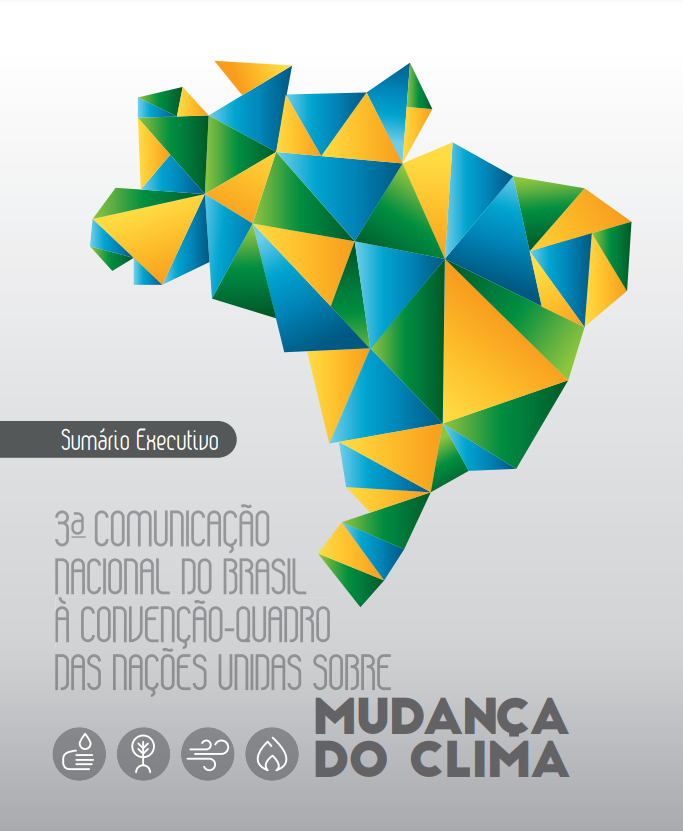 Sumário Executivo
3ª COMUNICAÇÃO
NACIONAL DO BRASIL
À CONVENÇÃO-QUADRO
DAS NAÇÕES UNIDAS SOBRE
MUDANÇA
DO CLIMA